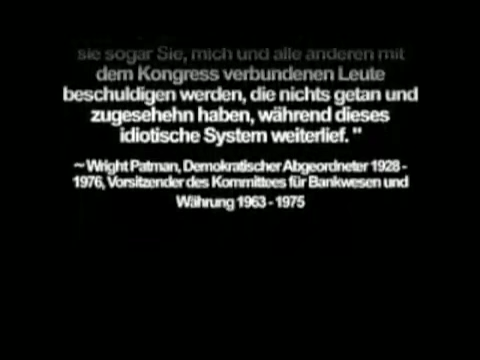 sie sogar Sie, mich und alle anderen mit
dem Kongress verbundenen Leute
beschuldigen werden, die nichts getan und
zugesehehn haben, während dieses
idiotische System weiterlief. "
~ Wright Patman, Demokratischer Abgeordneter 1928 -
1976, Vorsitzender des Kommittees für Bankwesen und
Währung 1963 - 1975